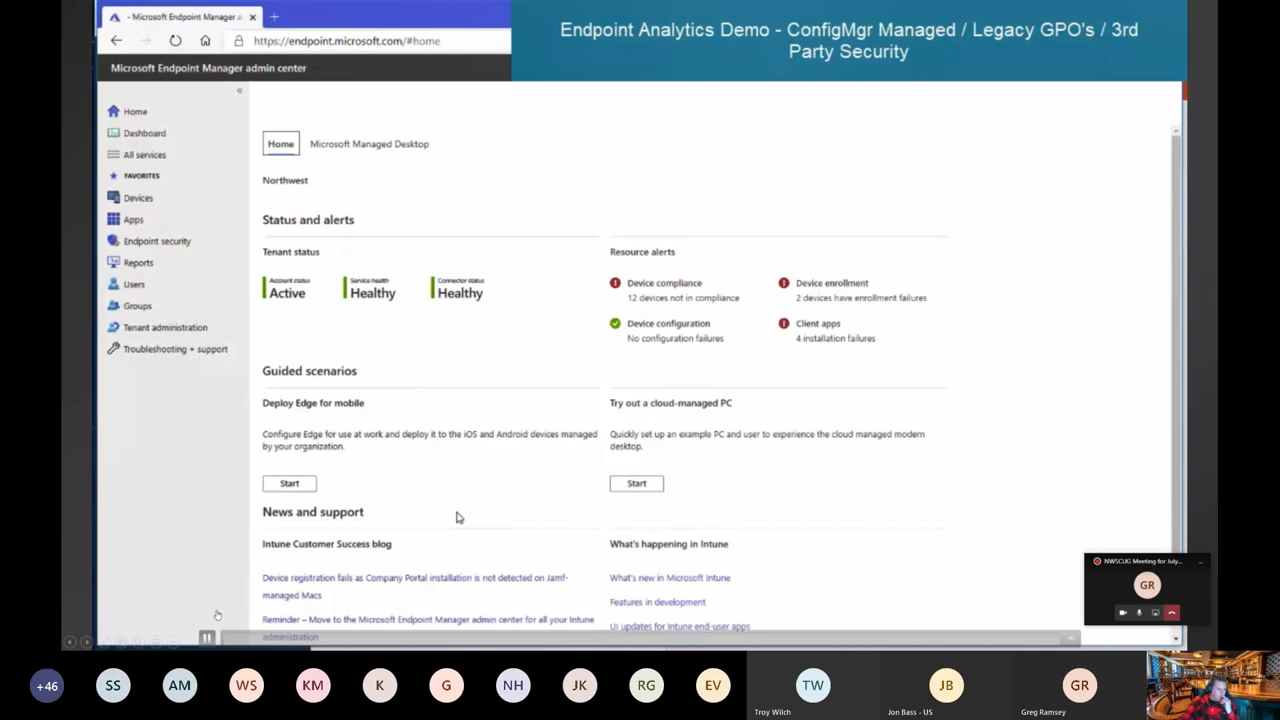 - Microsoft Endpoint Manager a
https://endpoint.microsoft.com/#home
Endpoint Analytics Demo - ConfigMgr Managed / Legacy GPO's / 3rd
Party Security
Microsoft Endpoint Manager admin center
Home
Dashboard
All services
FAVORITES
Devices
Apps
Endpoint security
Reports
Users
Groups
Tenant administration
Troubleshooting + support
Home
Microsoft Managed Desktop
Northwest
Status and alerts
Tenant status
Account status
Active
Service health
Healthy
Connector status
Healthy
Resource alerts
Device compliance
12 devices not in compliance
Device enrollment
2 devices have enrollment failures
Device configuration
No configuration failures
Client apps
4 installation failures
Guided scenarios
Deploy Edge for mobile
Configure Edge for use at work and deploy it to the iOS and Android devices managed
by your organization.
Start
Try out a cloud-managed PC
Quickly set up an example PC and user to experience the cloud managed modern
desktop.
Start
News and support
Intune Customer Success blog
Device registration fails as Company Portal installation is not detected on Jamf-
managed Macs
Reminder – Move to the Microsoft Endpoint Manager admin center for all your Intune
administration
What's happening in Intune
What's new in Microsoft Intune
Features in development
UI updates for Intune end-user apps
NWSCUG Meeting for July...
GR
+46
SS
AM
WS
KM
K
G
NH
JK
RG
EV
TW
Troy Wilch
JB
Jon Bass - US
GR
Greg Ramsey